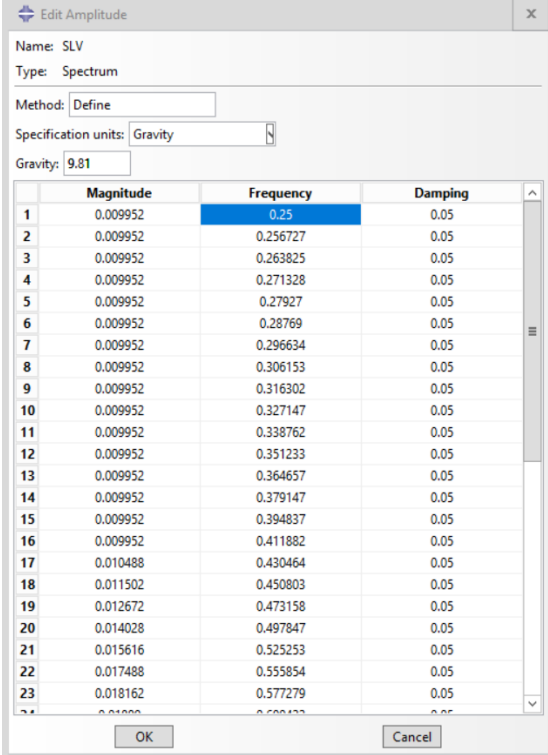 Edit Amplitude x
Name: SLV
Type: Spectrum
Method: Define
Specification units: Gravity
Gravity: 9.81
Magnitude Frequency Damping
1 0.009952 0.25 0.05
2 0.009952 0.256727 0.05
3 0.009952 0.263825 0.05
4 0.009952 0.271328 0.05
5 0.009952 0.27927 0.05
6 0.009952 0.28769 0.05
7 0.009952 0.296634 0.05
8 0.009952 0.306153 0.05
9 0.009952 0.316302 0.05
10 0.009952 0.327147 0.05
11 0.009952 0.338762 0.05
12 0.009952 0.351233 0.05
13 0.009952 0.364657 0.05
14 0.009952 0.379147 0.05
15 0.009952 0.394837 0.05
16 0.009952 0.411882 0.05
17 0.010488 0.430464 0.05
18 0.011502 0.450803 0.05
19 0.012672 0.473158 0.05
20 0.014028 0.497847 0.05
21 0.015616 0.525253 0.05
22 0.017488 0.555854 0.05
23 0.018162 0.577279 0.05
OK Cancel